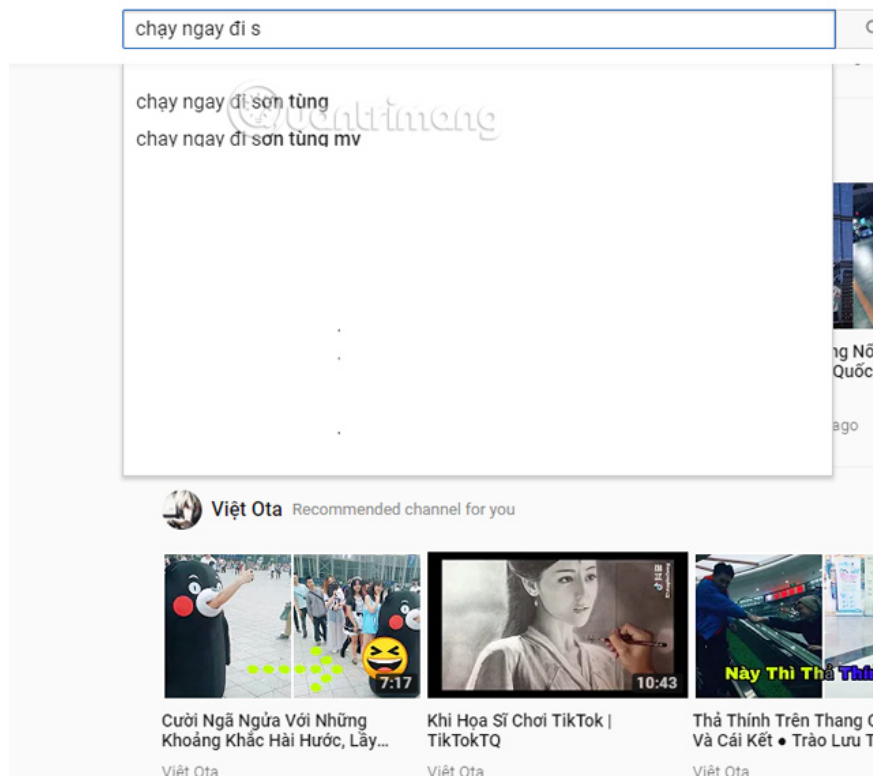 chạy ngay đi s
chạy ngay đi sơn tùng
chạy ngay đi sơn tùng mv
Quantrimang
ng Nổ
Quốc
ago
Việt Ota Recommended channel for you
7:17
10:43
Này Thì Thả Thín
Cười Ngã Ngửa Với Những
Khoảng Khắc Hài Hước, Lầy...
Việt Ota
Khi Họa Sĩ Chơi TikTok |
TikTokTQ
Việt Ota
Thả Thính Trên Thang
Và Cái Kết ● Trào Lưu T
Việt Ota